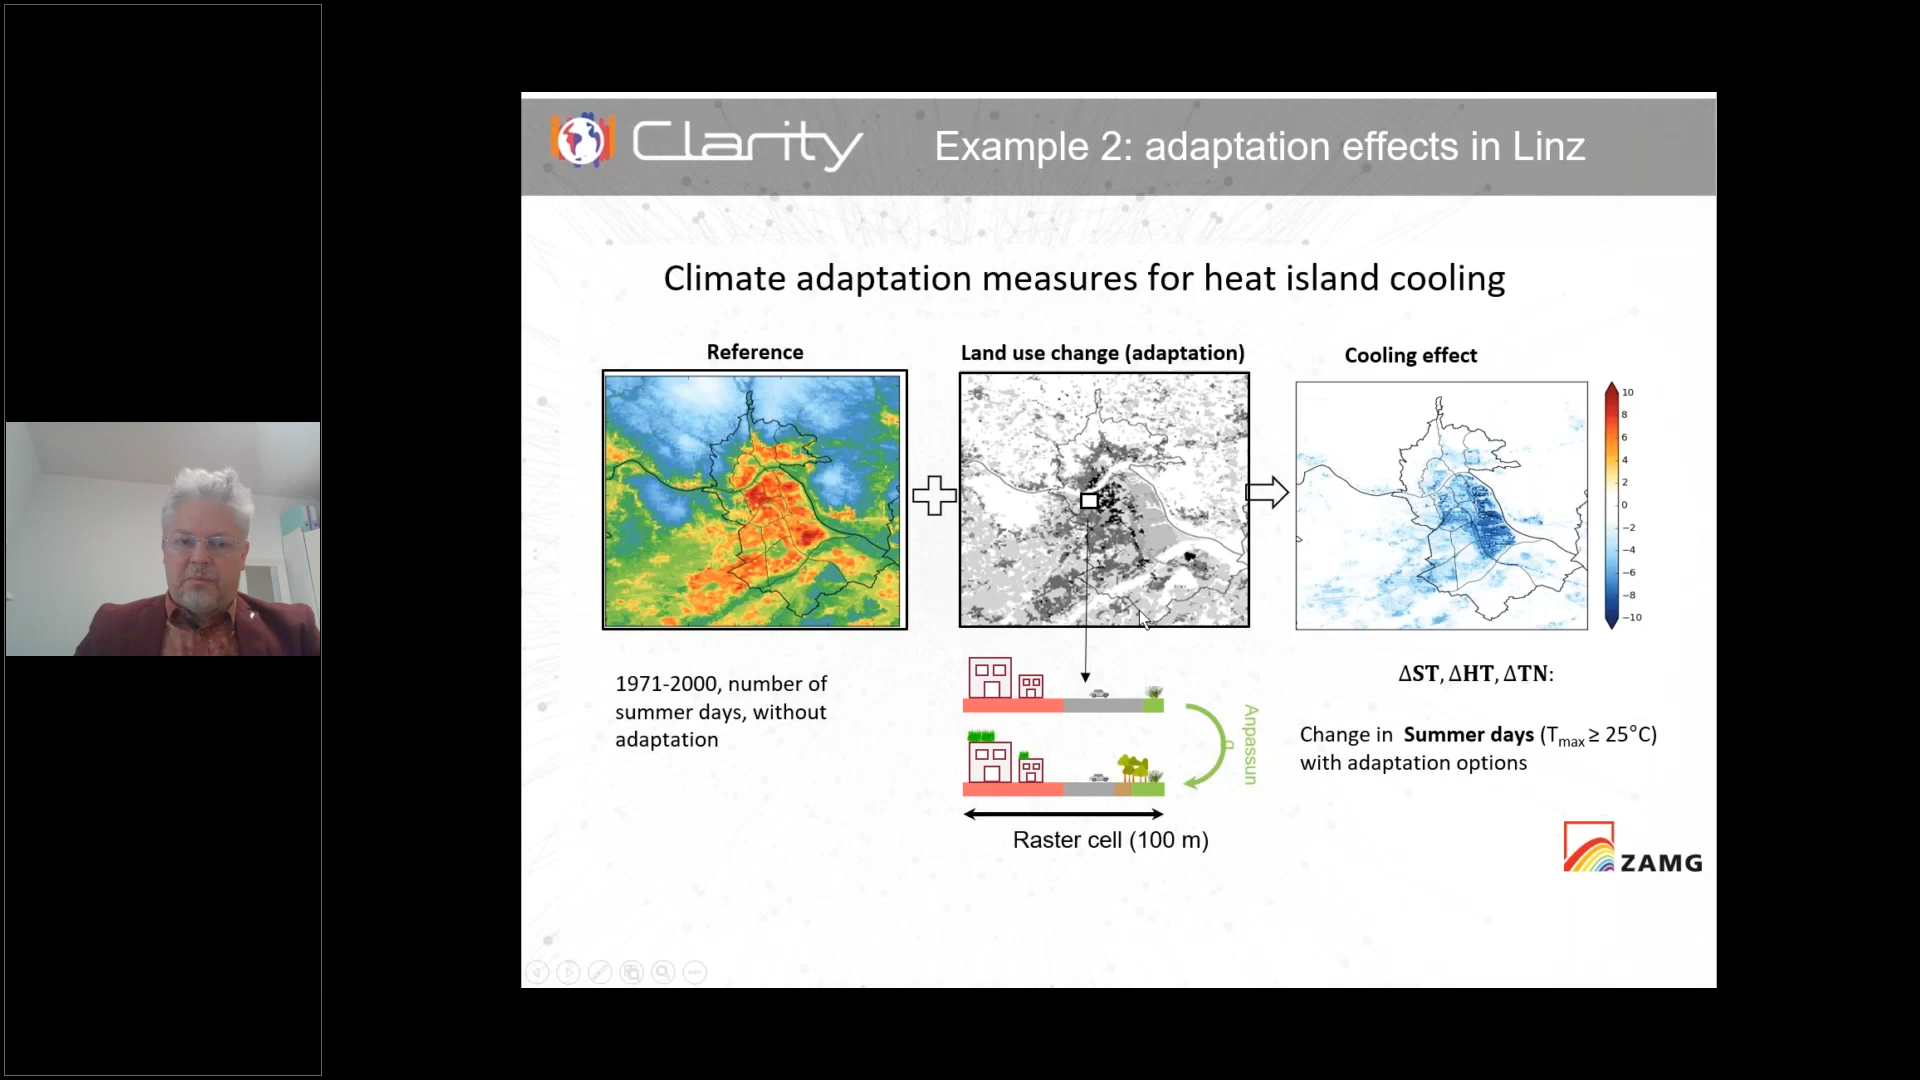 Clarity
Example 2: adaptation effects in Linz
Climate adaptation measures for heat island cooling
Reference
Land use change (adaptation)
Cooling effect
10
8
6
4
2
0
−2
−4
−6
−8
−10
1971-2000, number of
summer days, without
adaptation
Anpassun
g
Raster cell (100 m)
ΔST, ΔHT, ΔTN:
Change in Summer days (Tmax ≥ 25°C)
with adaptation options
ZAMG